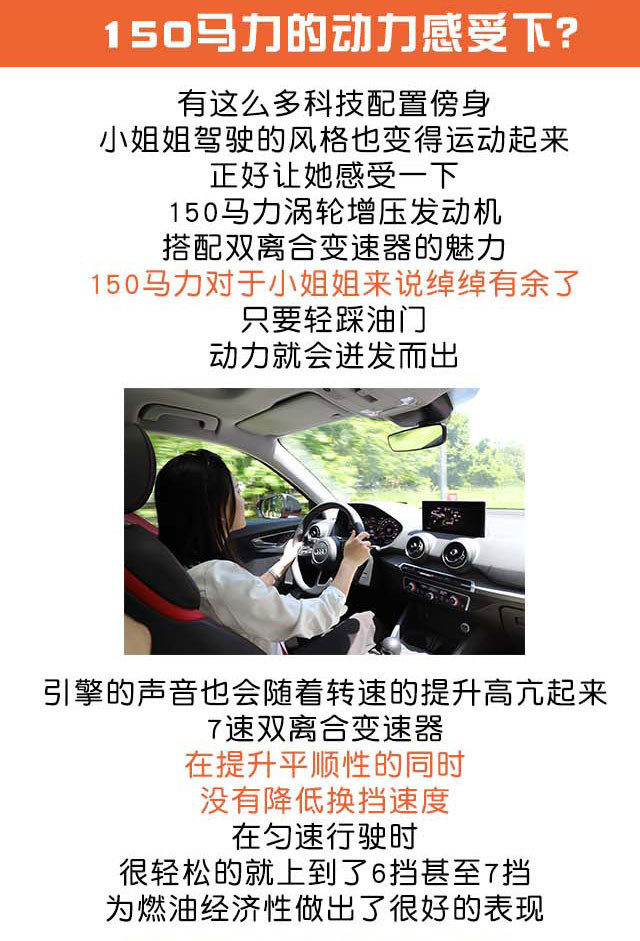 150马力的动力感受下?
有这么多科技配置傍身
小姐姐驾驶的风格也变得运动起来
正好让她感受一下
150马力涡轮增压发动机
搭配双离合变速器的魅力
150马力对于小姐姐来说绰绰有余了
只要轻踩油门
动力就会迸发而出
引擎的声音也会随着转速的提升高亢起来
7速双离合变速器
在提升平顺性的同时
没有降低换挡速度
在匀速行驶时
很轻松的就上到了6挡甚至7挡
为燃油经济性做出了很好的表现